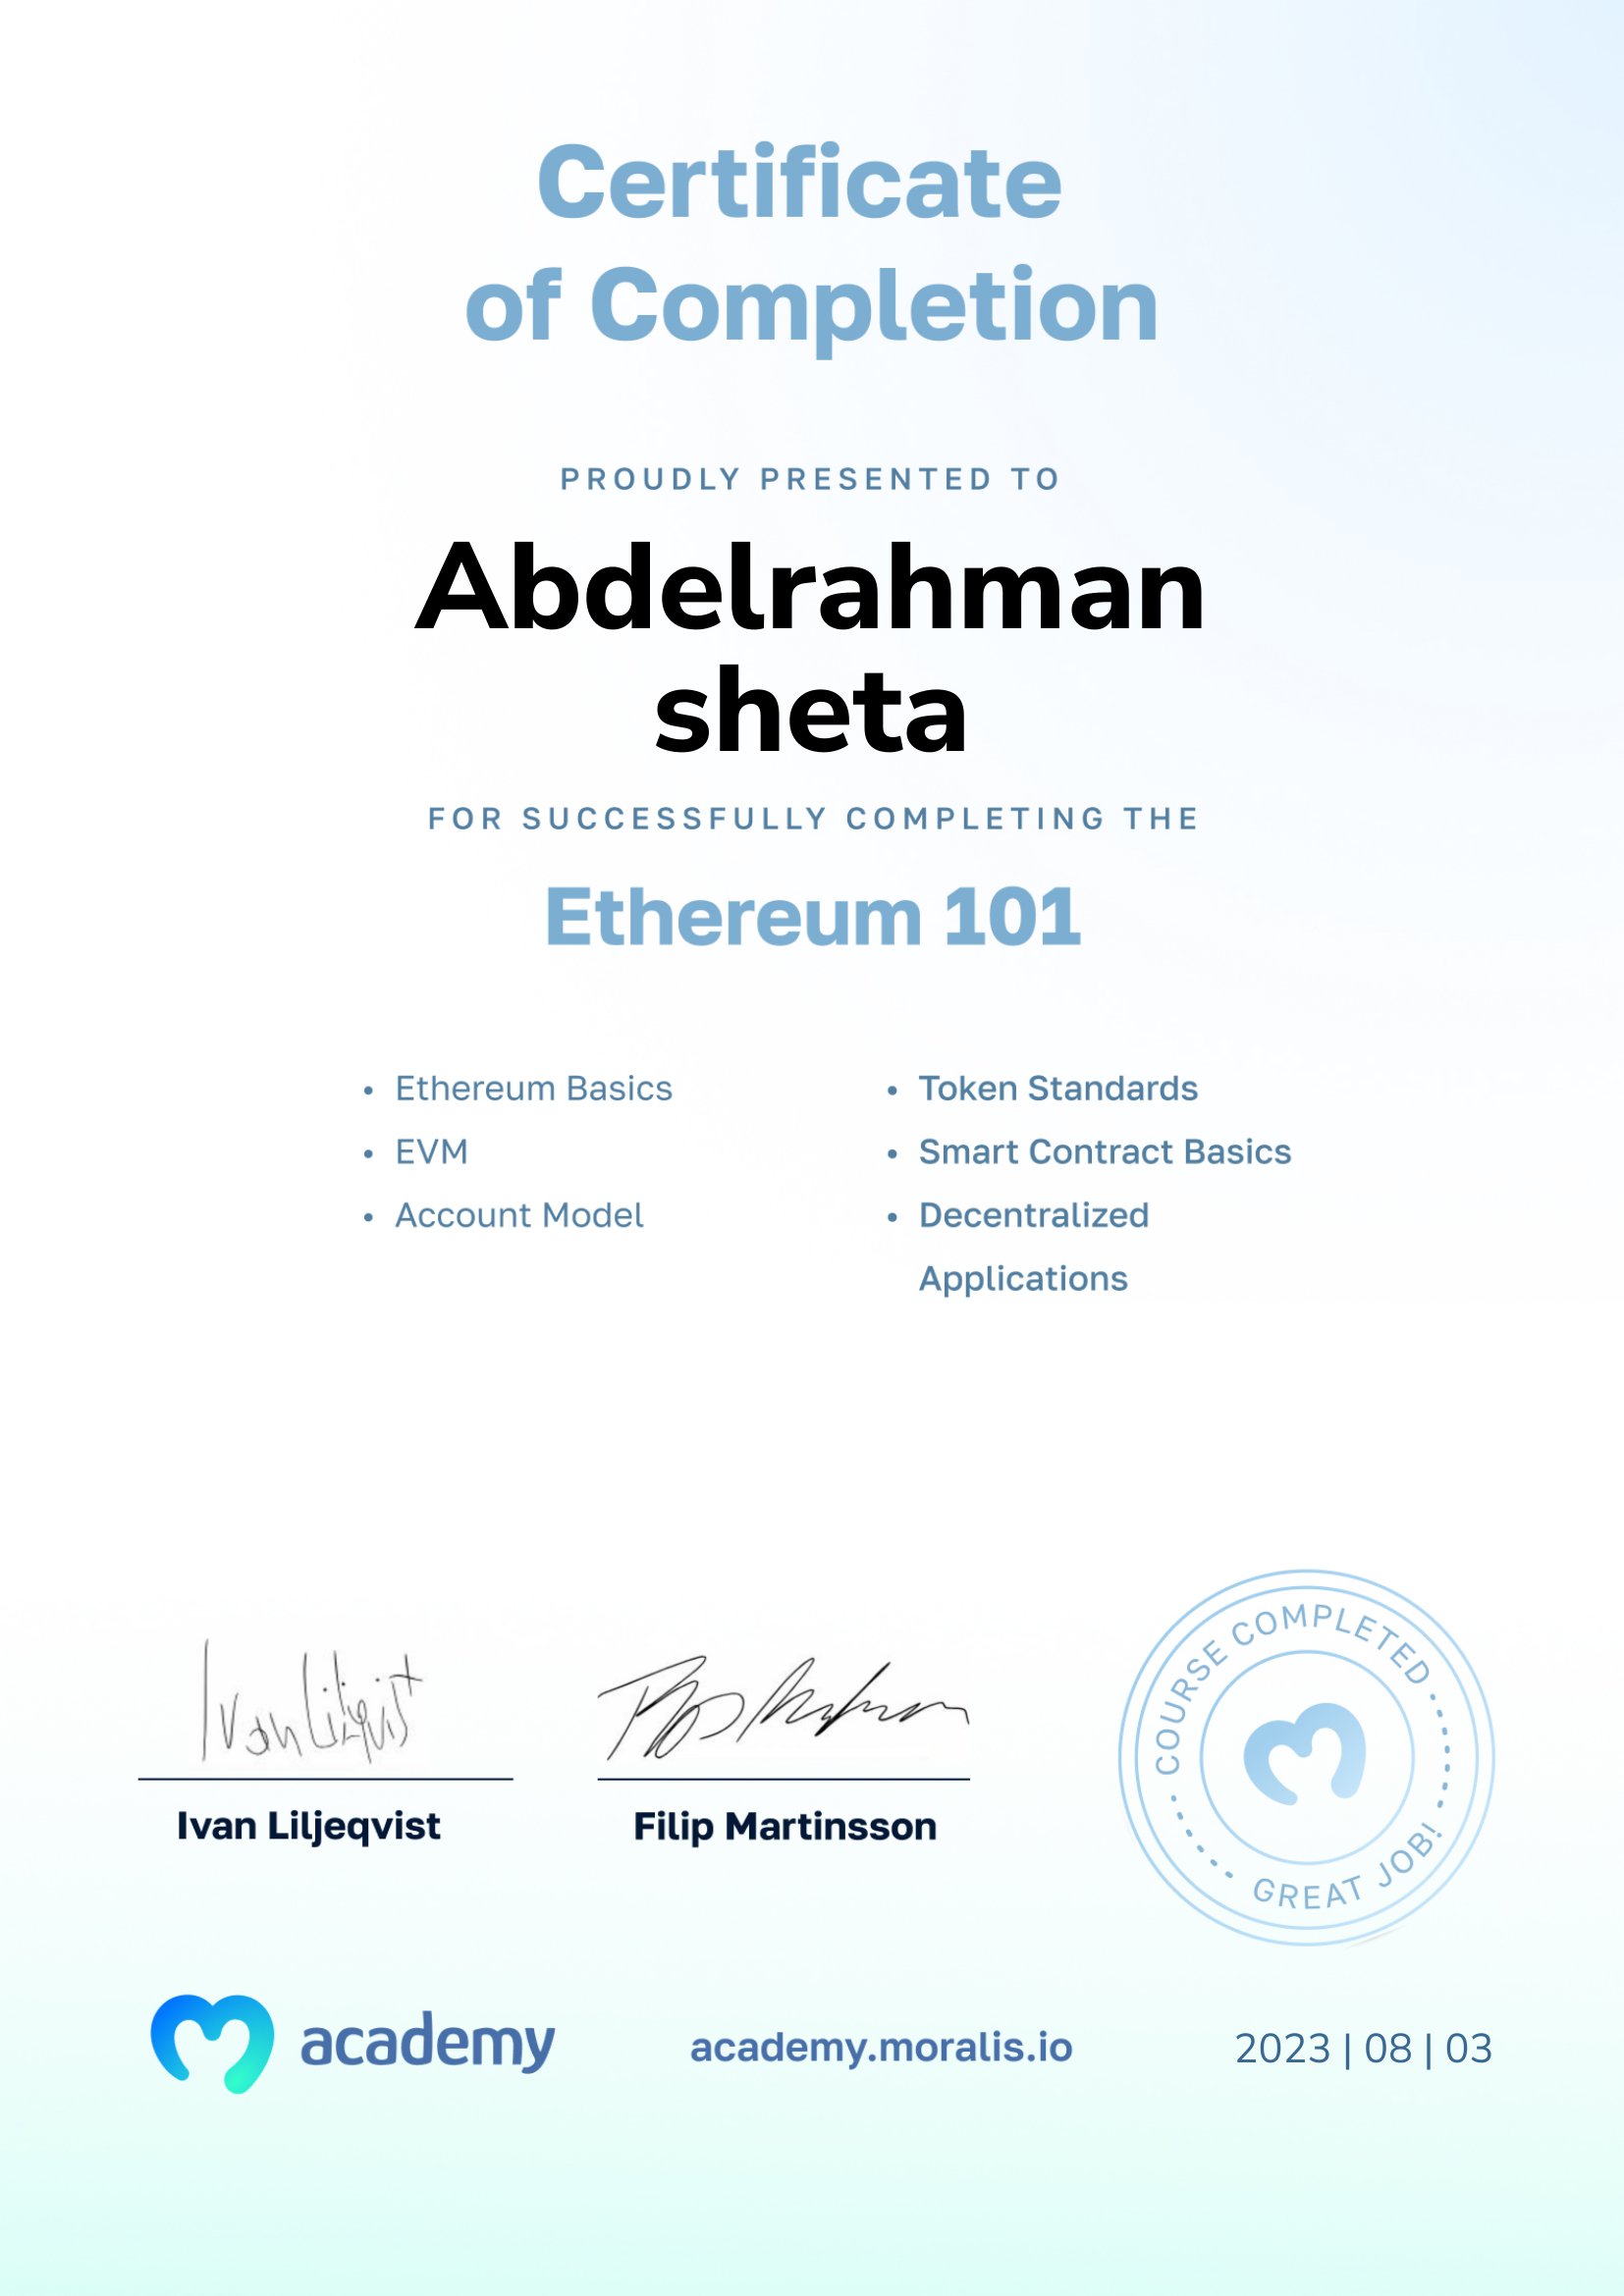 Certificate
of Completion
PROUDLY PRESENTED TO
Abdelrahman
sheta
FOR SUCCESSFULLY COMPLETING THE
Ethereum 101
• Ethereum Basics
• EVM
• Account Model
• Token Standards
• Smart Contract Basics
• Decentralized
Applications
Ivan Liljeqvist
Ivan Liljeqvist
Filip Martinsson
COURSE COMPLETED
GREAT JOB!
academy
academy.moralis.io
2023 | 08 | 03